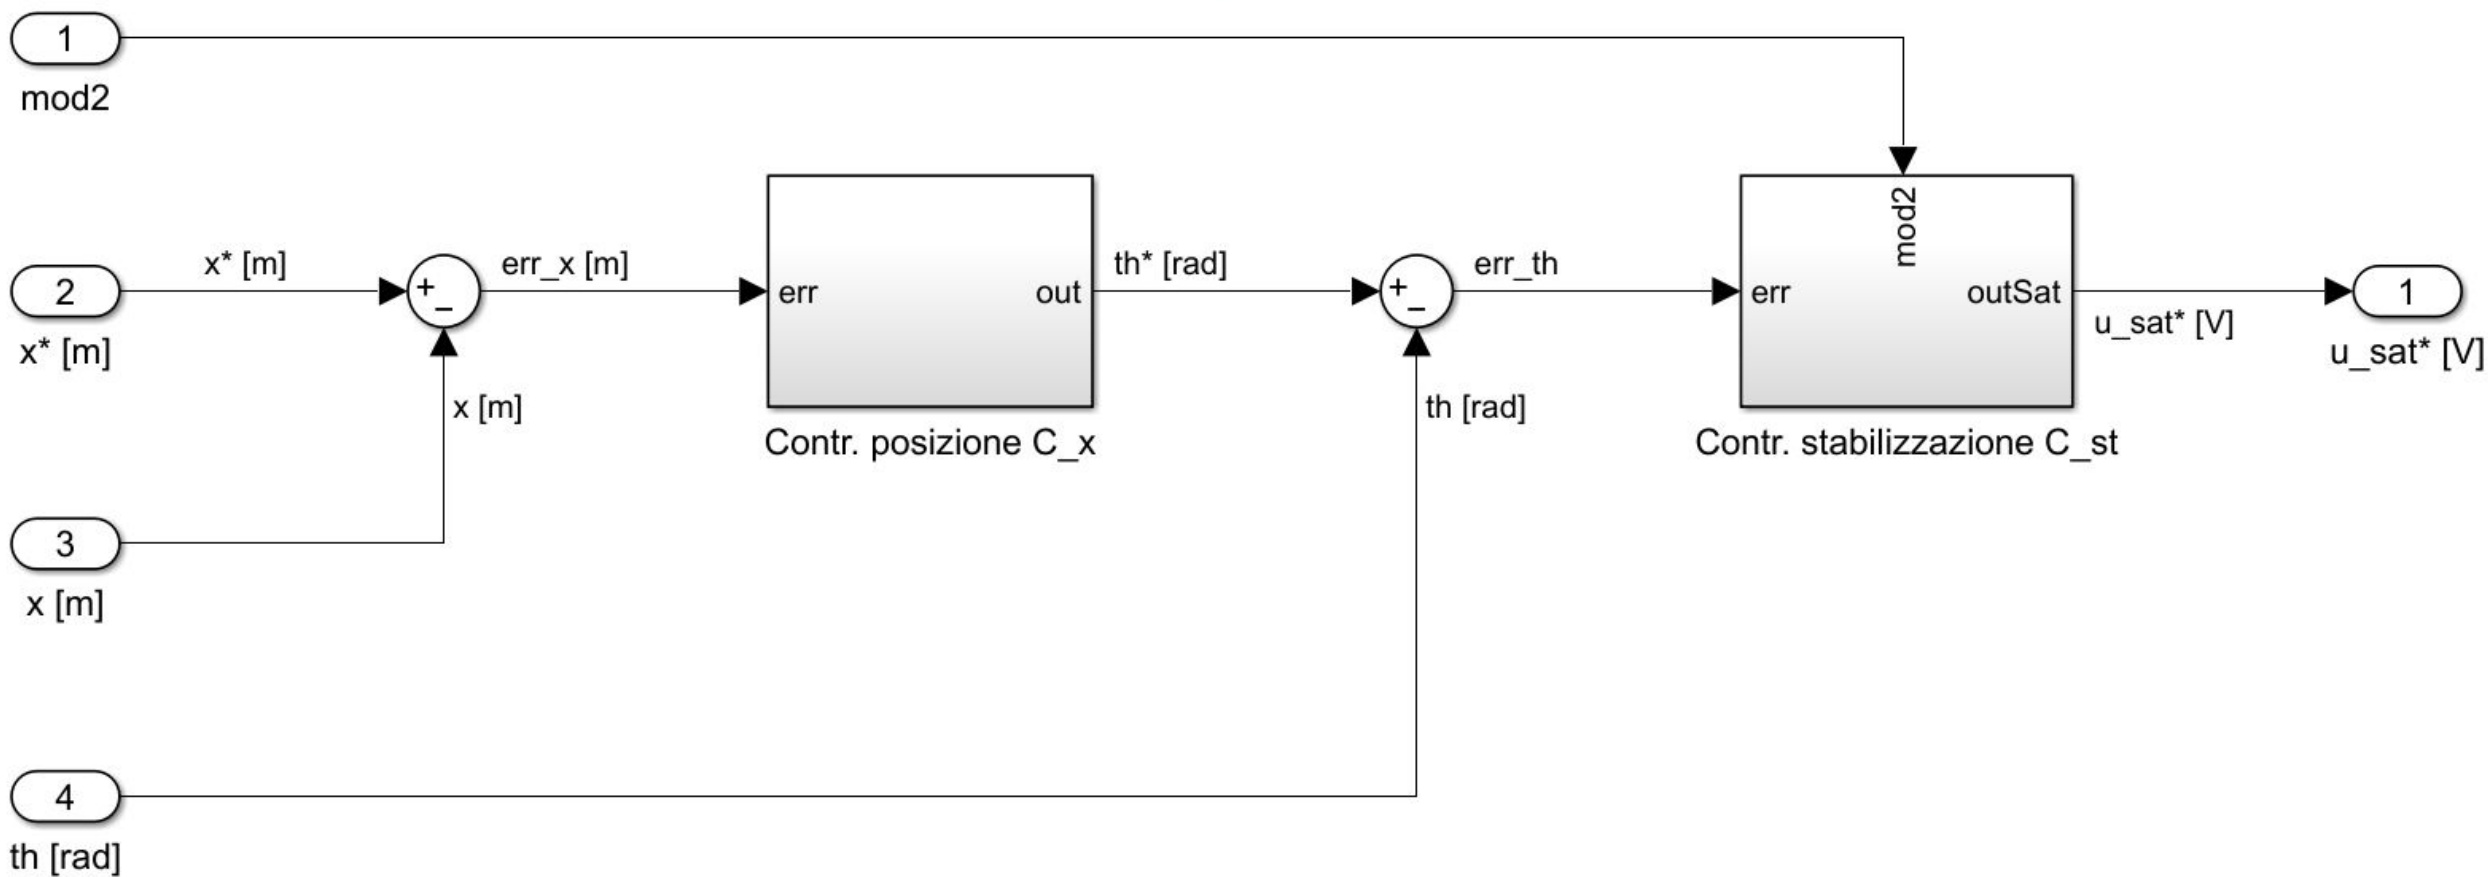 1
mod2
mod2
2
x* [m]
x* [m]
+
−
err_x [m]
err
out
Contr. posizione C_x
th* [rad]
+
−
err_th
err
outSat
Contr. stabilizzazione C_st
u_sat* [V]
1
u_sat* [V]
x [m]
th [rad]
3
x [m]
4
th [rad]